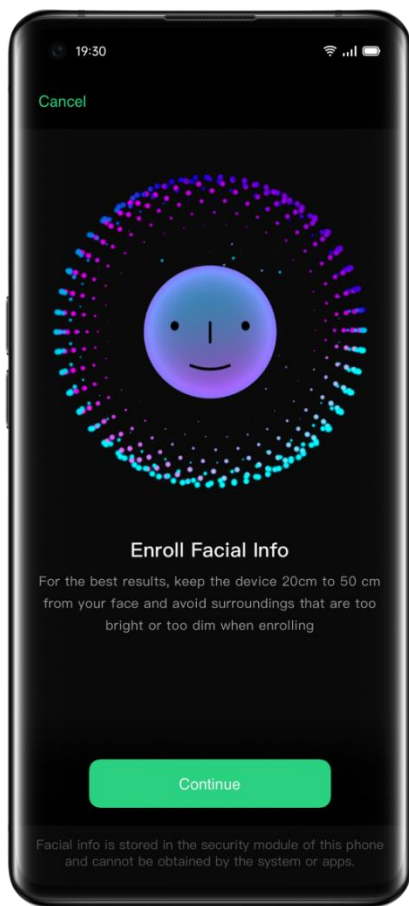 19:30
Cancel
Enroll Facial Info
For the best results, keep the device 20cm to 50 cm
from your face and avoid surroundings that are too
bright or too dim when enrolling
Continue
Facial info is stored in the security module of this phone
and cannot be obtained by the system or apps.